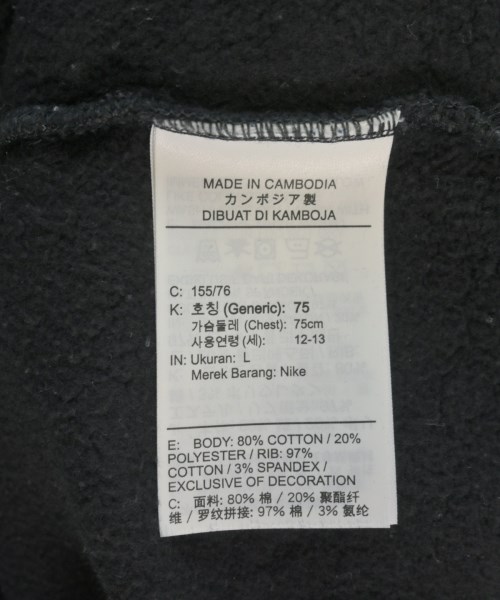 MADE IN CAMBODIA
カンボジア製
DIBUAT DI KAMBOJA
C: 155/76
K: 호칭 (Generic): 75
가슴둘레 (Chest): 75cm
사용연령 (세): 12-13
IN: Ukuran: L
Merek Barang: Nike
E: BODY: 80% COTTON / 20%
POLYESTER / RIB: 97%
COTTON / 3% SPANDEX /
EXCLUSIVE OF DECORATION
C: 面料: 80% 棉 / 20% 聚酯纤
维 / 罗纹拼接: 97% 棉 / 3% 氨纶